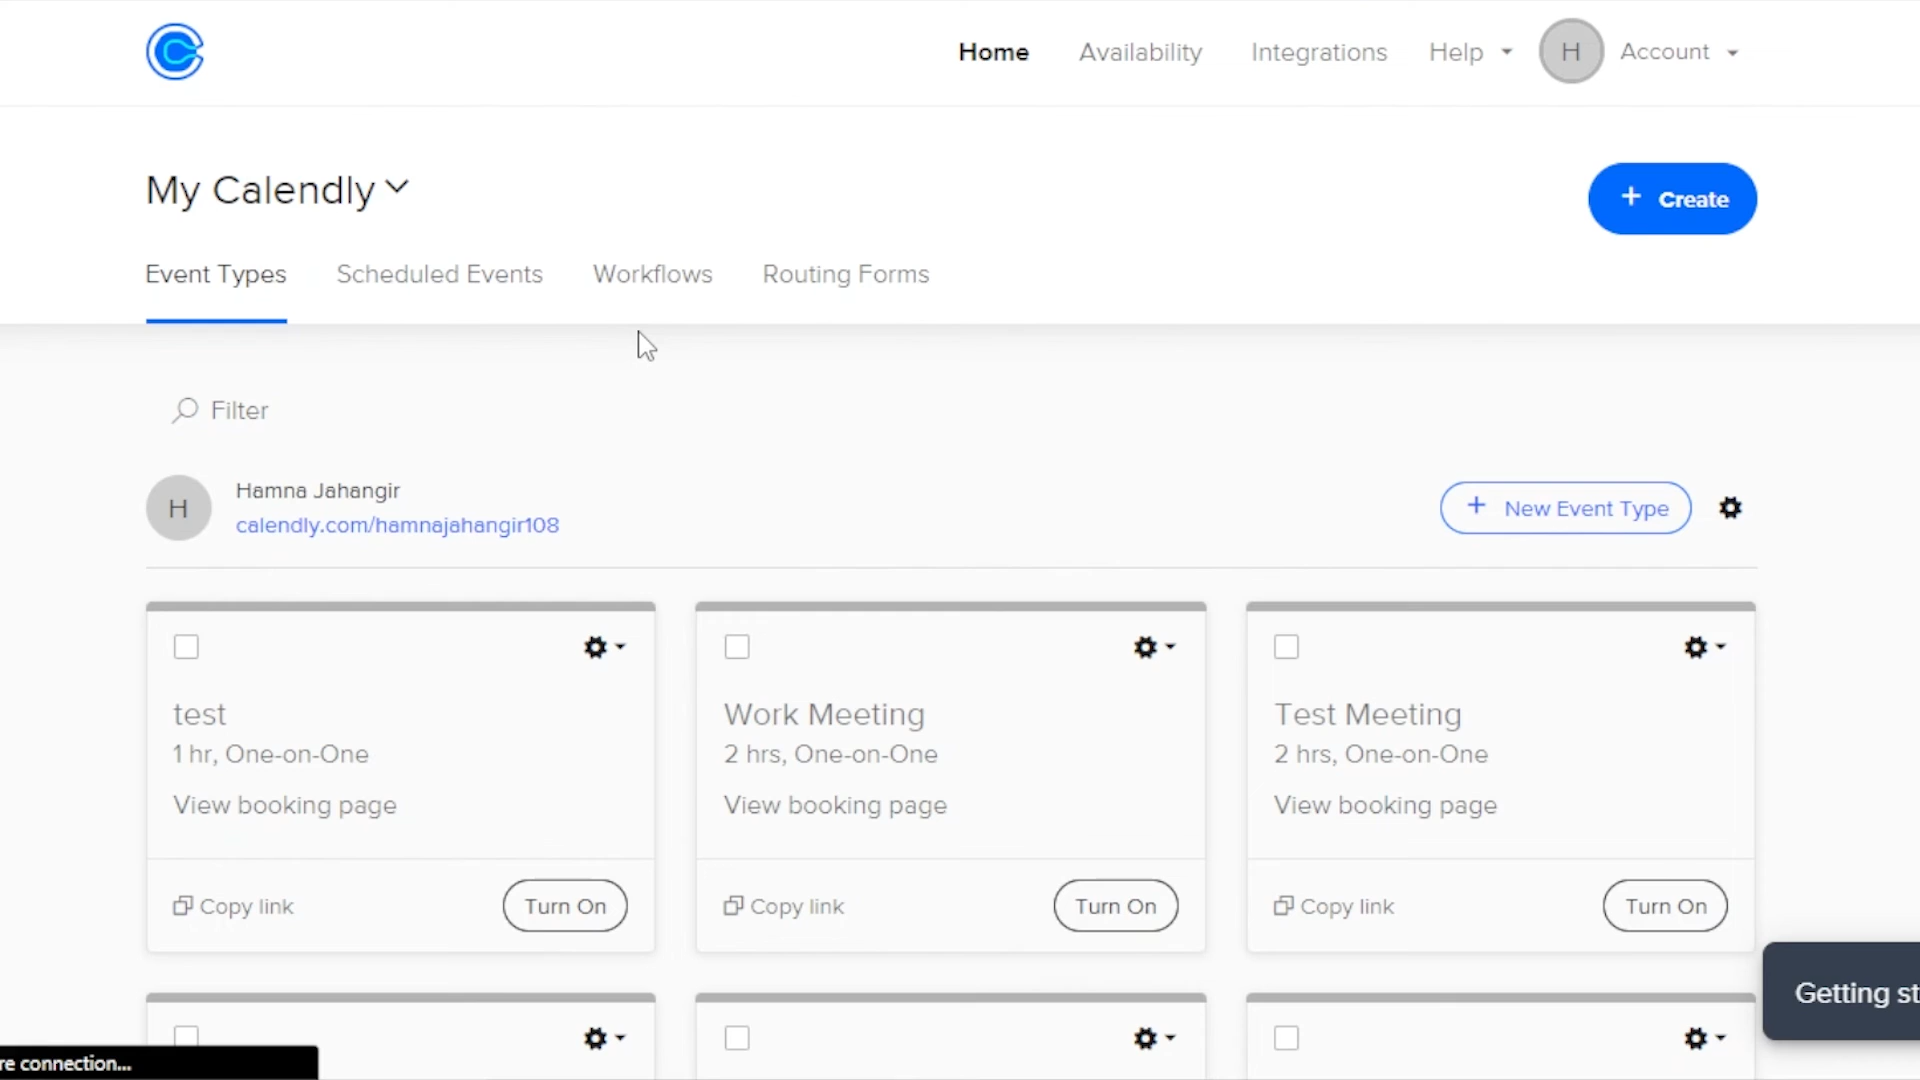 Home Availability Integrations Help H Account
My Calendly
+ Create
Event Types Scheduled Events Workflows Routing Forms
Filter
H
Hamna Jahangir
calendly.com/hamnajahangir108
+ New Event Type
test
1 hr, One-on-One
View booking page
Copy link
Turn On
Work Meeting
2 hrs, One-on-One
View booking page
Copy link
Turn On
Test Meeting
2 hrs, One-on-One
View booking page
Copy link
Turn On
Getting st
re connection...